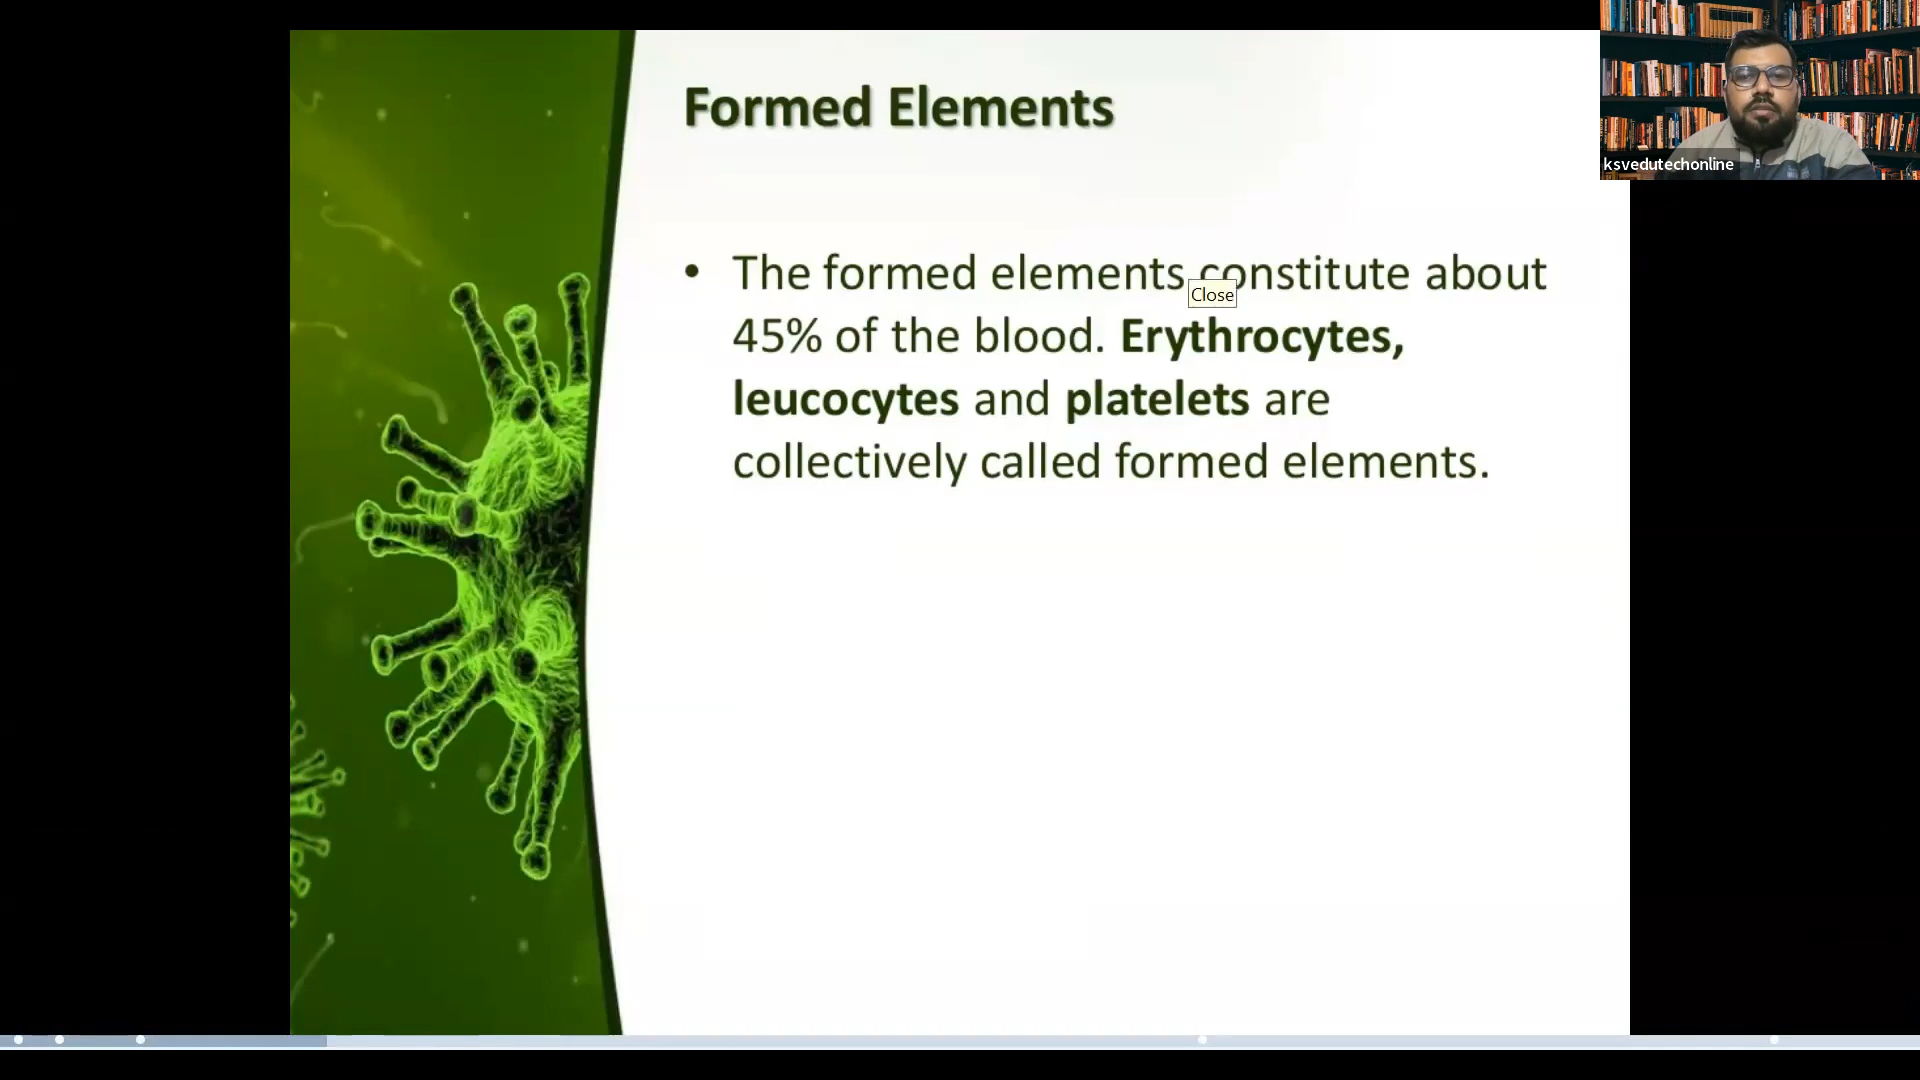 Formed Elements
• The formed elements constitute about
45% of the blood. Erythrocytes,
leucocytes and platelets are
collectively called formed elements.
Close
ksvedutechonline